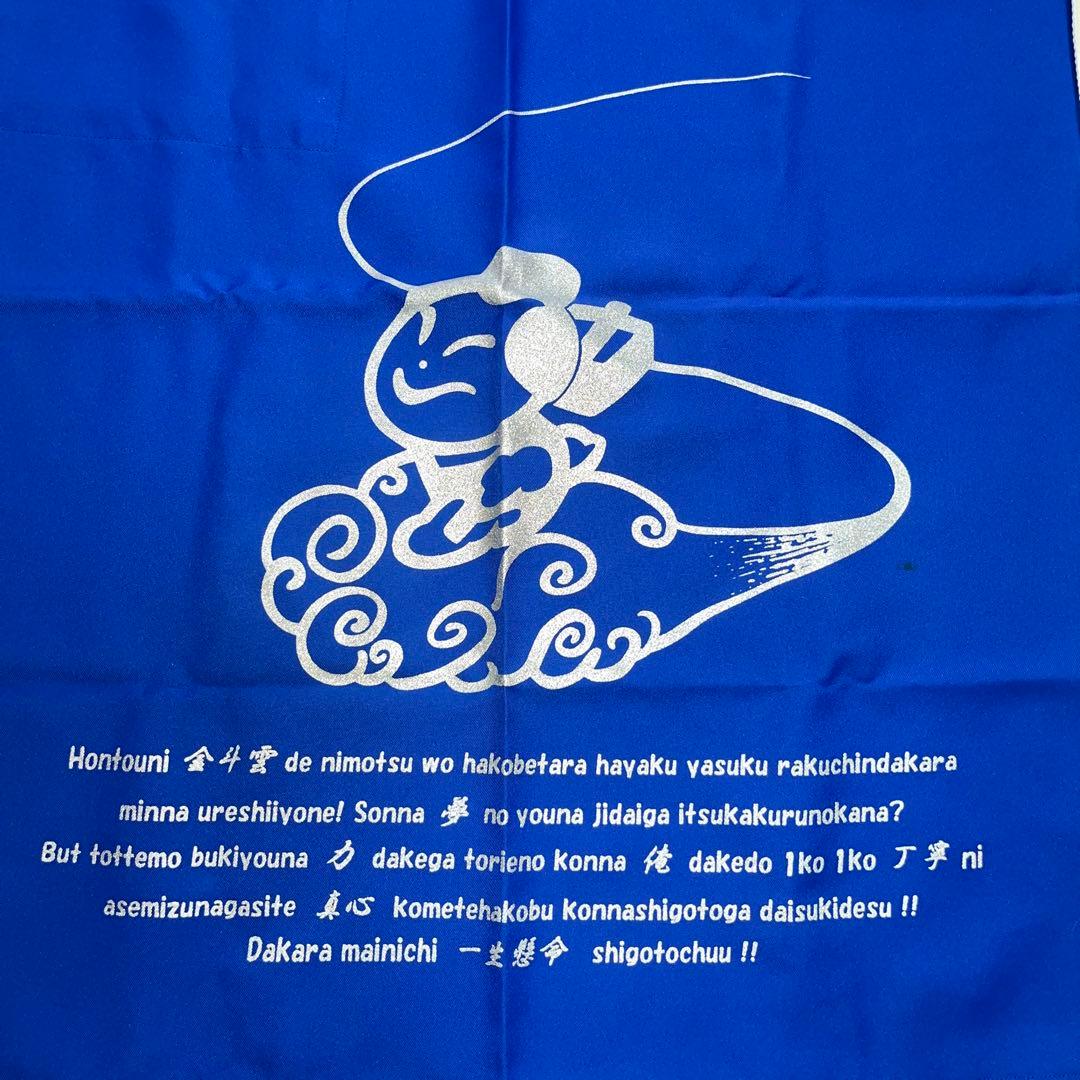 カ
Hontouni 金斗雲 de nimotsu wo hakobetara hayaku yasuku rakuchindakara
minna ureshiiyone! Sonna 夢 no youna jidaiga itsukakurunokana?
But tottemo bukiyouna 力 dakega torieno konna 俺 dakedo 1ko 1ko 丁寧 ni
asemizunagasite 真心 kometehakobu konnashigotoga daisukidesu !!
Dakara mainichi 一生懸命 shigotochuu !!